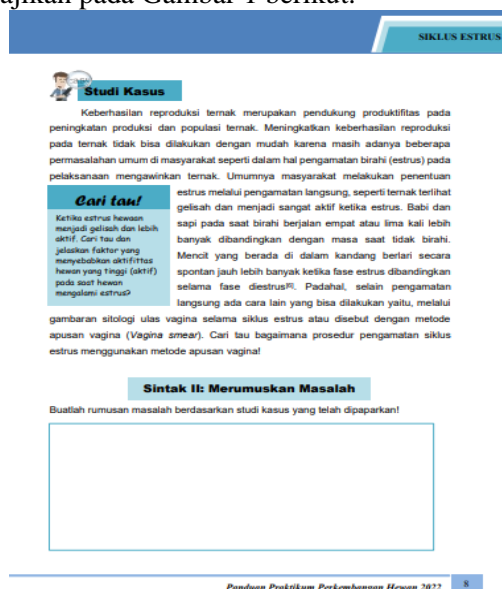 ajikan pada Gambar 1 berikut.
SIKLUS ESTRUS
Studi Kasus
Keberhasilan reproduksi ternak merupakan pendukung produktifitas pada
peningkatan produksi dan populasi ternak. Meningkatkan keberhasilan reproduksi
pada ternak tidak bisa dilakukan dengan mudah karena masih adanya beberapa
permasalahan umum di masyarakat seperti dalam hal pengamatan birahi (estrus) pada
pelaksanaan mengawinkan ternak. Umumnya masyarakat melakukan penentuan
estrus melalui pengamatan langsung, seperti ternak terlihat
gelisah dan menjadi sangat aktif ketika estrus. Babi dan
sapi pada saat birahi berjalan empat atau lima kali lebih
banyak dibandingkan dengan masa saat tidak birahi.
Mencit yang berada di dalam kandang berlari secara
spontan jauh lebih banyak ketika fase estrus dibandingkan
selama fase diestrus[6]. Padahal, selain pengamatan
langsung ada cara lain yang bisa dilakukan yaitu, melalui
Cari tau!
Ketika estrus hewaan
menjadi gelisah dan lebih
aktif. Cari tau dan
jelaskan faktor yang
menyebabkan aktifittas
hewan yang tinggi (aktif)
pada saat hewan
mengalami estrus?
gambaran sitologi ulas vagina selama siklus estrus atau disebut dengan metode
apusan vagina (Vagina smear). Cari tau bagaimana prosedur pengamatan siklus
estrus menggunakan metode apusan vagina!
Sintak II: Merumuskan Masalah
Buatlah rumusan masalah berdasarkan studi kasus yang telah dipaparkan!
Panduan Praktikum Perkembangan Hewan 2022 8